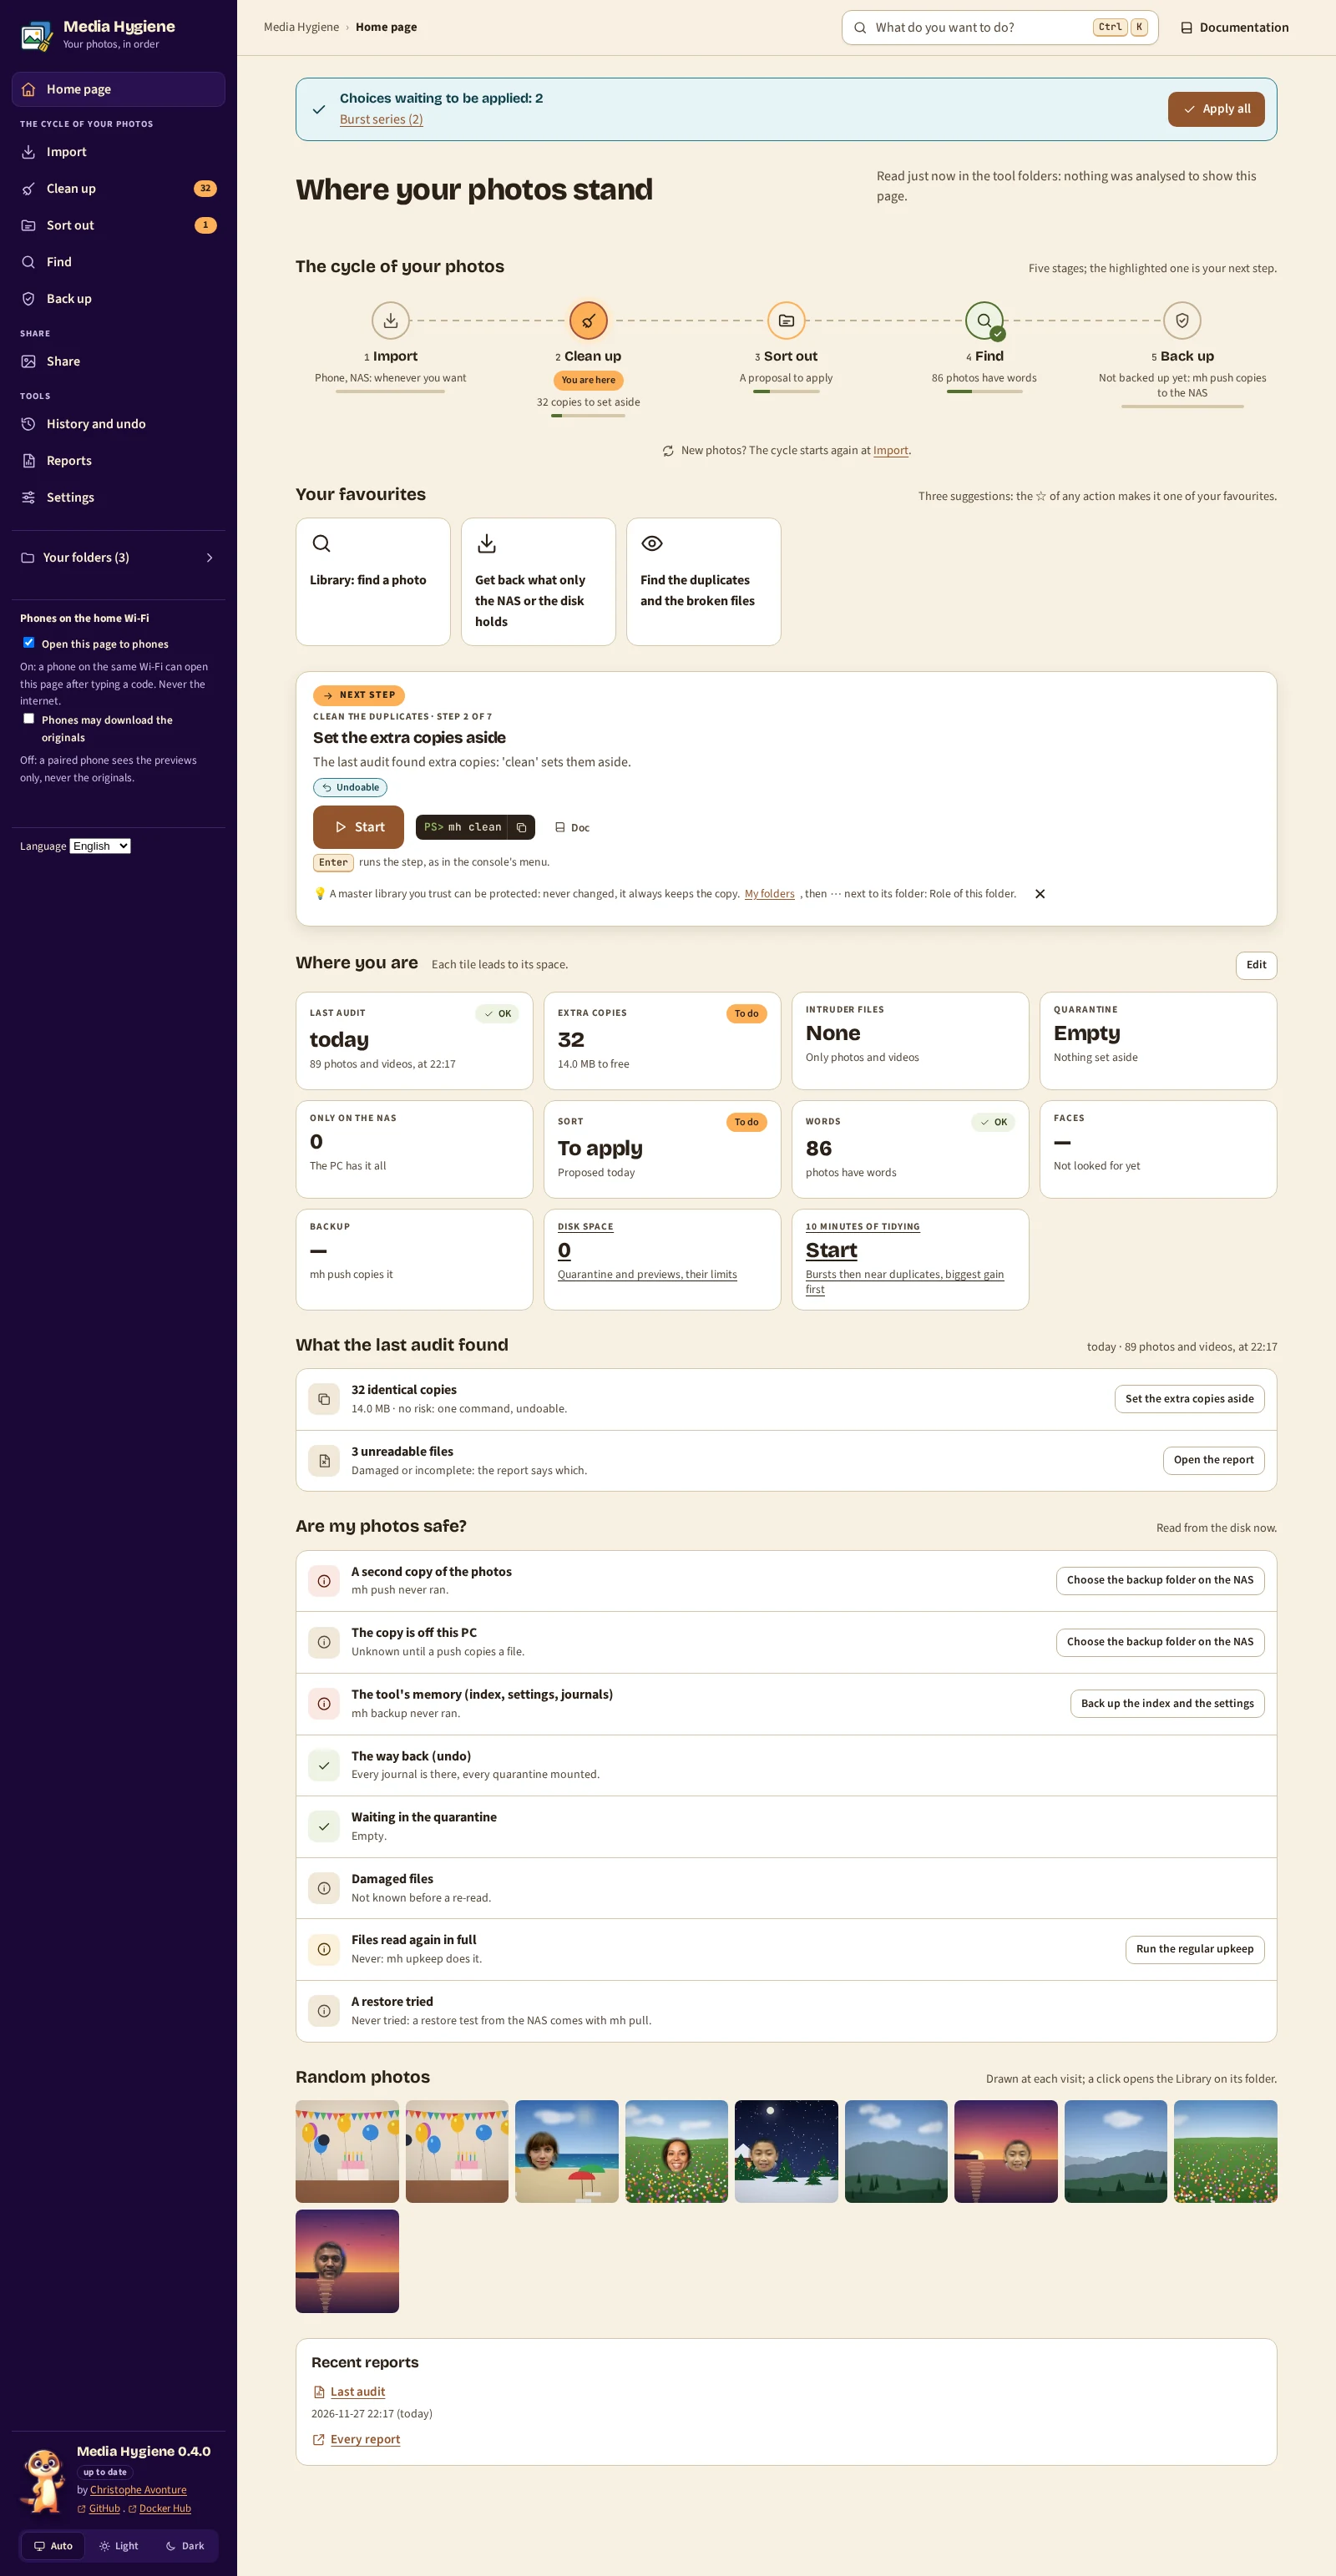 Media Hygiene
Your photos, in order
Home page
THE CYCLE OF YOUR PHOTOS
Import
Clean up 32
Sort out 1
Find
Back up
SHARE
Share
TOOLS
History and undo
Reports
Settings
Your folders (3)
Phones on the home Wi-Fi
Open this page to phones
On: a phone on the same Wi-Fi can open
this page after typing a code. Never the
internet.
Phones may download the
originals
Off: a paired phone sees the previews
only, never the originals.
Language English
Media Hygiene 0.4.0
up to date
by Christophe Avonture
GitHub . Docker Hub
Auto Light Dark
Media Hygiene › Home page
What do you want to do? Ctrl K
Documentation
Choices waiting to be applied: 2
Burst series (2)
Apply all
Where your photos stand
Read just now in the tool folders: nothing was analysed to show this
page.
The cycle of your photos
Five stages; the highlighted one is your next step.
1 Import
Phone, NAS: whenever you want
2 Clean up
You are here
32 copies to set aside
3 Sort out
A proposal to apply
4 Find
86 photos have words
5 Back up
Not backed up yet: mh push copies
to the NAS
New photos? The cycle starts again at Import.
Your favourites
Three suggestions: the ☆ of any action makes it one of your favourites.
Library: find a photo
Get back what only
the NAS or the disk
holds
Find the duplicates
and the broken files
→ NEXT STEP
CLEAN THE DUPLICATES · STEP 2 OF 7
Set the extra copies aside
The last audit found extra copies: 'clean' sets them aside.
Undoable
Start
PS> mh clean
Doc
Enter runs the step, as in the console's menu.
💡 A master library you trust can be protected: never changed, it always keeps the copy. My folders , then ⋯ next to its folder: Role of this folder. ✕
Where you are
Each tile leads to its space.
Edit
LAST AUDIT
OK
today
89 photos and videos, at 22:17
EXTRA COPIES
To do
32
14.0 MB to free
INTRUDER FILES
None
Only photos and videos
QUARANTINE
Empty
Nothing set aside
ONLY ON THE NAS
0
The PC has it all
SORT
To do
To apply
Proposed today
WORDS
OK
86
photos have words
FACES
—
Not looked for yet
BACKUP
—
mh push copies it
DISK SPACE
0
Quarantine and previews, their limits
10 MINUTES OF TIDYING
Start
Bursts then near duplicates, biggest gain
first
What the last audit found
today · 89 photos and videos, at 22:17
32 identical copies
14.0 MB · no risk: one command, undoable.
Set the extra copies aside
3 unreadable files
Damaged or incomplete: the report says which.
Open the report
Are my photos safe?
Read from the disk now.
A second copy of the photos
mh push never ran.
Choose the backup folder on the NAS
The copy is off this PC
Unknown until a push copies a file.
Choose the backup folder on the NAS
The tool's memory (index, settings, journals)
mh backup never ran.
Back up the index and the settings
The way back (undo)
Every journal is there, every quarantine mounted.
Waiting in the quarantine
Empty.
Damaged files
Not known before a re-read.
Files read again in full
Never: mh upkeep does it.
Run the regular upkeep
A restore tried
Never tried: a restore test from the NAS comes with mh pull.
Random photos
Drawn at each visit; a click opens the Library on its folder.
Recent reports
Last audit
2026-11-27 22:17 (today)
Every report